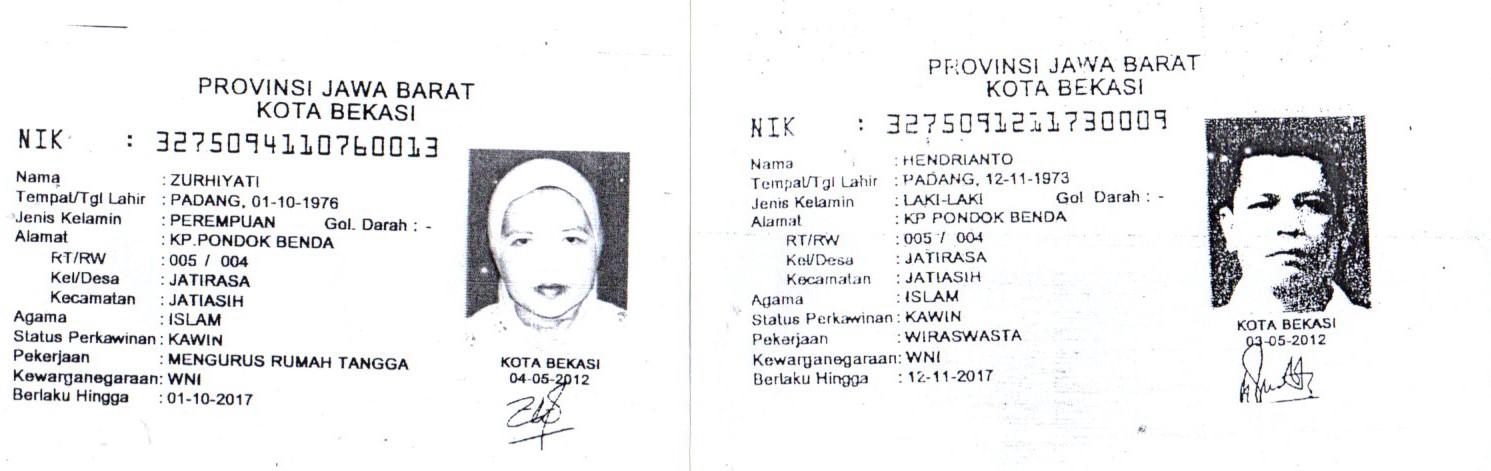 PROVINSI JAWA BARAT
KOTA BEKASI
NIK : 3275094110760013
Nama : ZURHIYATI
Tempat/Tgl Lahir : PADANG, 01-10-1976
Jenis Kelamin : PEREMPUAN Gol. Darah : -
Alamat : KP.PONDOK BENDA
RT/RW : 005 / 004
Kel/Desa : JATIRASA
Kecamatan : JATIASIH
Agama : ISLAM
Status Perkawinan : KAWIN
Pekerjaan : MENGURUS RUMAH TANGGA
Kewarganegaraan: WNI
Berlaku Hingga : 01-10-2017
KOTA BEKASI
04-05-2012
PROVINSI JAWA BARAT
KOTA BEKASI
NIK : 3275091211730009
Nama : HENDRIANTO
Tempat/Tgl Lahir : PADANG, 12-11-1973
Jenis Kelamin : LAKI-LAKI Gol Darah : -
Alamat : KP PONDOK BENDA
RT/RW : 005 / 004
Kel/Desa : JATIRASA
Kecamatan : JATIASIH
Agama : ISLAM
Status Perkawinan : KAWIN
Pekerjaan : WIRASWASTA
Kewarganegaraan: WNI
Berlaku Hingga : 12-11-2017
KOTA BEKASI
03-05-2012